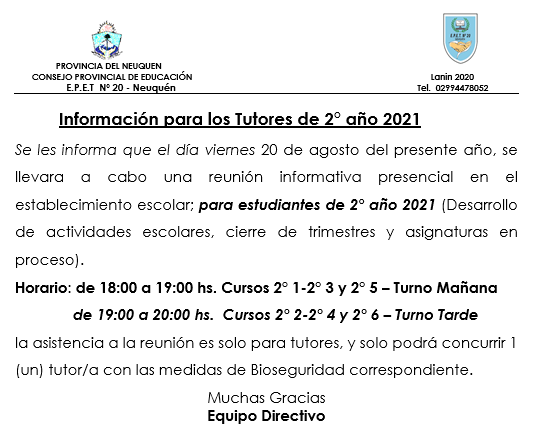 PROVINCIA DEL NEUQUEN
CONSEJO PROVINCIAL DE EDUCACIÓN
E.P.E.T Nº 20 - Neuquén
Lanin 2020
Tel. 02994478052
Información para los Tutores de 2° año 2021
Se les informa que el día viernes 20 de agosto del presente año, se
llevara a cabo una reunión informativa presencial en el
establecimiento escolar; para estudiantes de 2° año 2021 (Desarrollo
de actividades escolares, cierre de trimestres y asignaturas en
proceso).
Horario: de 18:00 a 19:00 hs. Cursos 2° 1-2° 3 y 2° 5 – Turno Mañana
de 19:00 a 20:00 hs. Cursos 2° 2-2° 4 y 2° 6 – Turno Tarde
la asistencia a la reunión es solo para tutores, y solo podrá concurrir 1
(un) tutor/a con las medidas de Bioseguridad correspondiente.
Muchas Gracias
Equipo Directivo